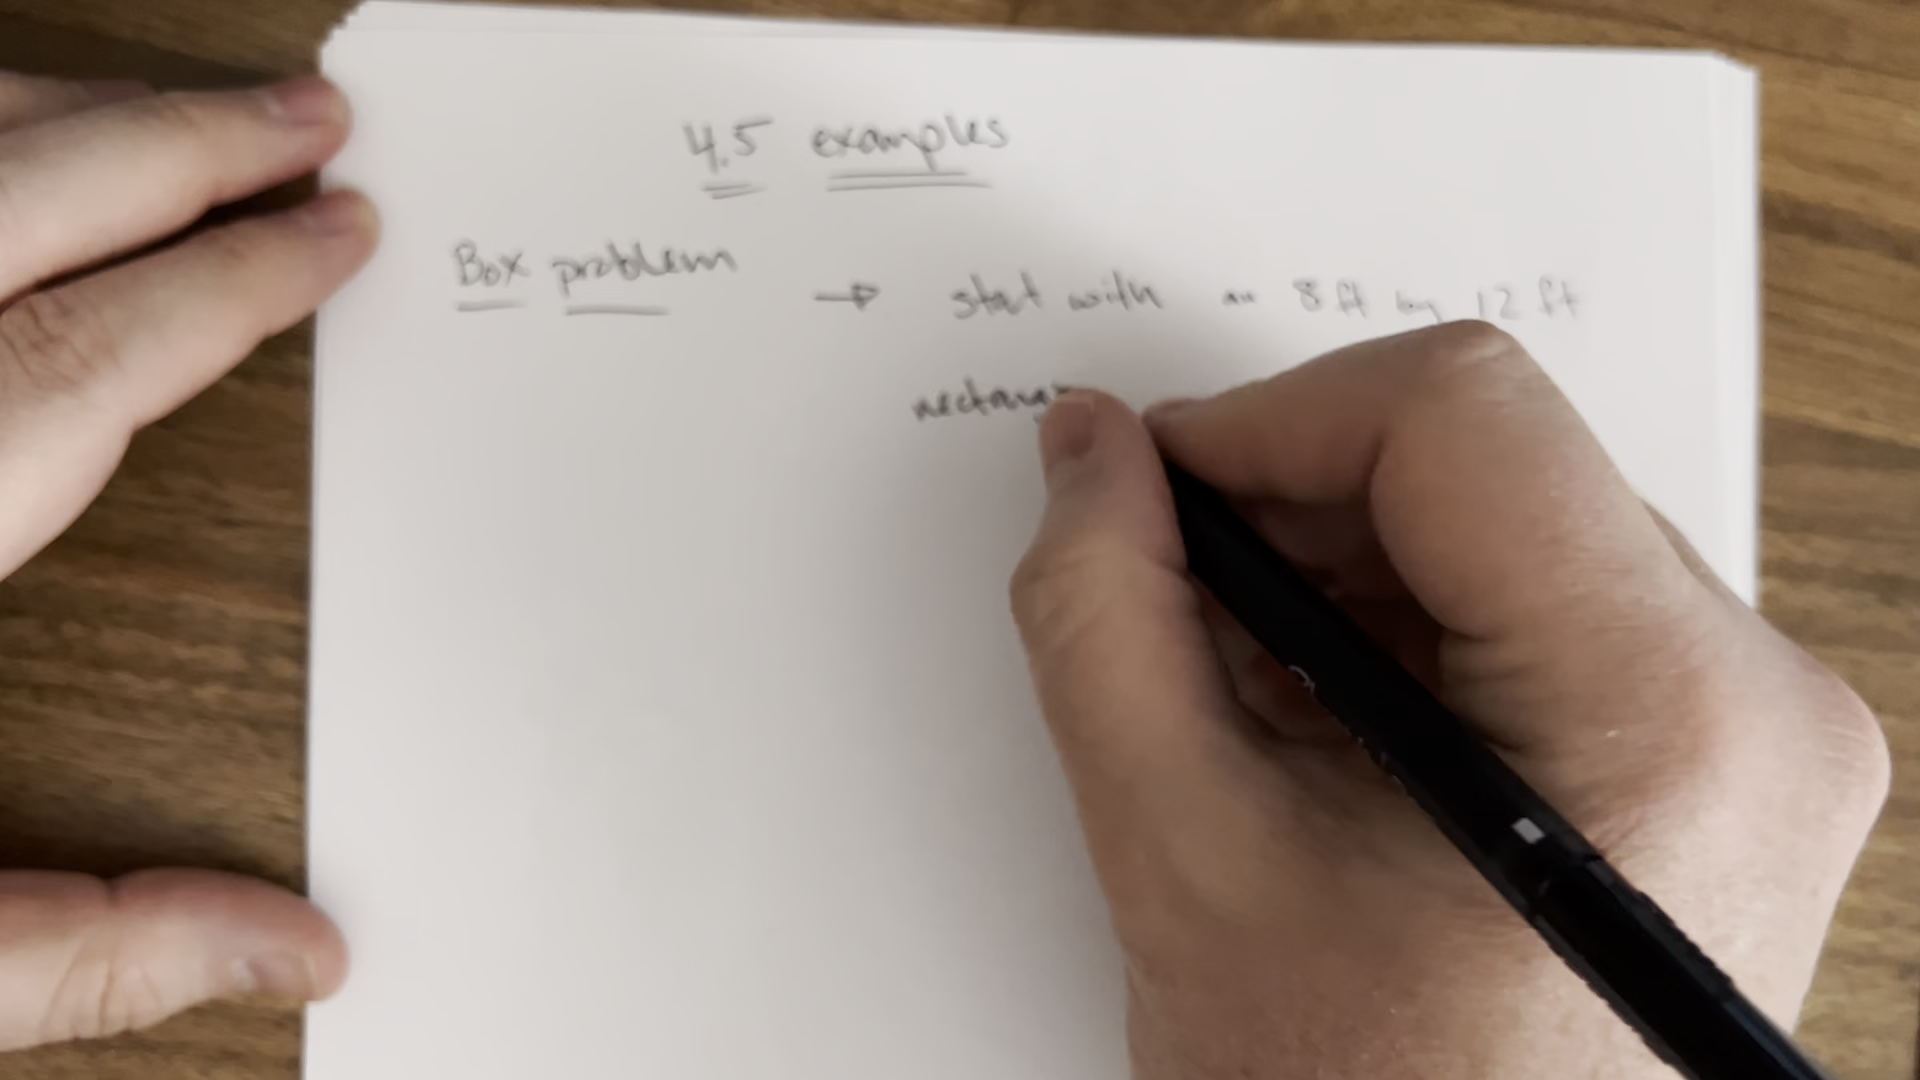 4.5 examples
Box problem → start with an 8 ft by 12 ft
rectang